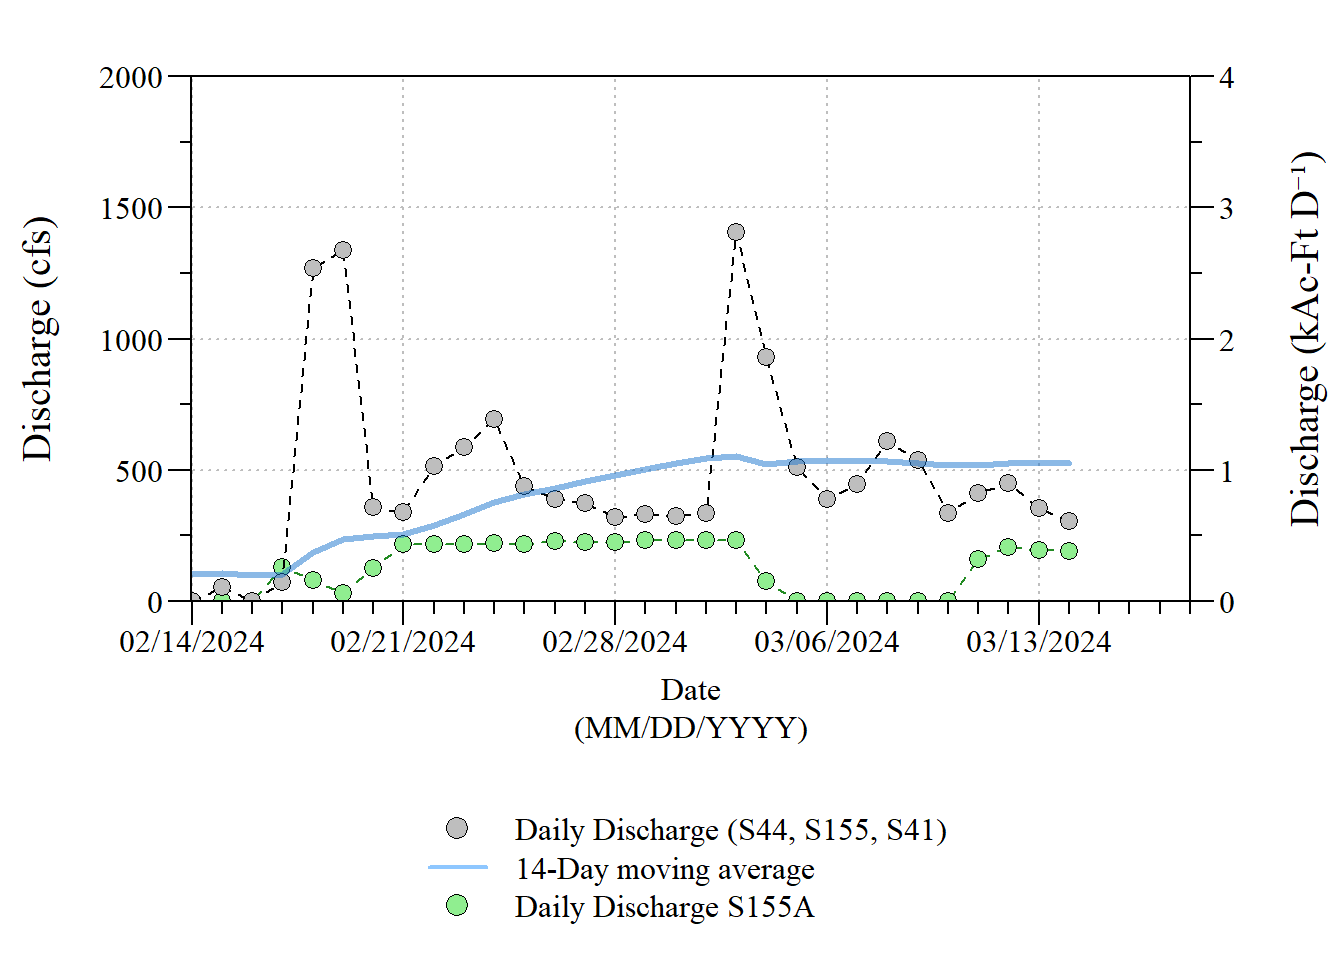 2000
1500
1000
500
0
4
3
2
1
0
Discharge (cfs)
Discharge (kAc-Ft D⁻¹)
02/14/2024
02/21/2024
02/28/2024
03/06/2024
03/13/2024
Date
(MM/DD/YYYY)
Daily Discharge (S44, S155, S41)
14-Day moving average
Daily Discharge S155A